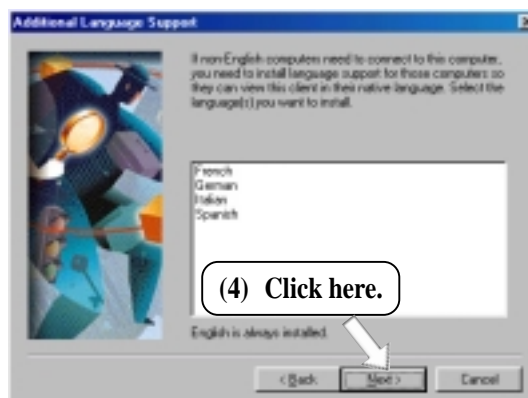 Additional Language Support
If non-English computers need to connect to this computer,
you need to install language support for those computers so
they can view this client in their native language. Select the
language(s) you want to install.
French
German
Italian
Spanish
(4) Click here.
English is always installed.
< Back
Next >
Cancel